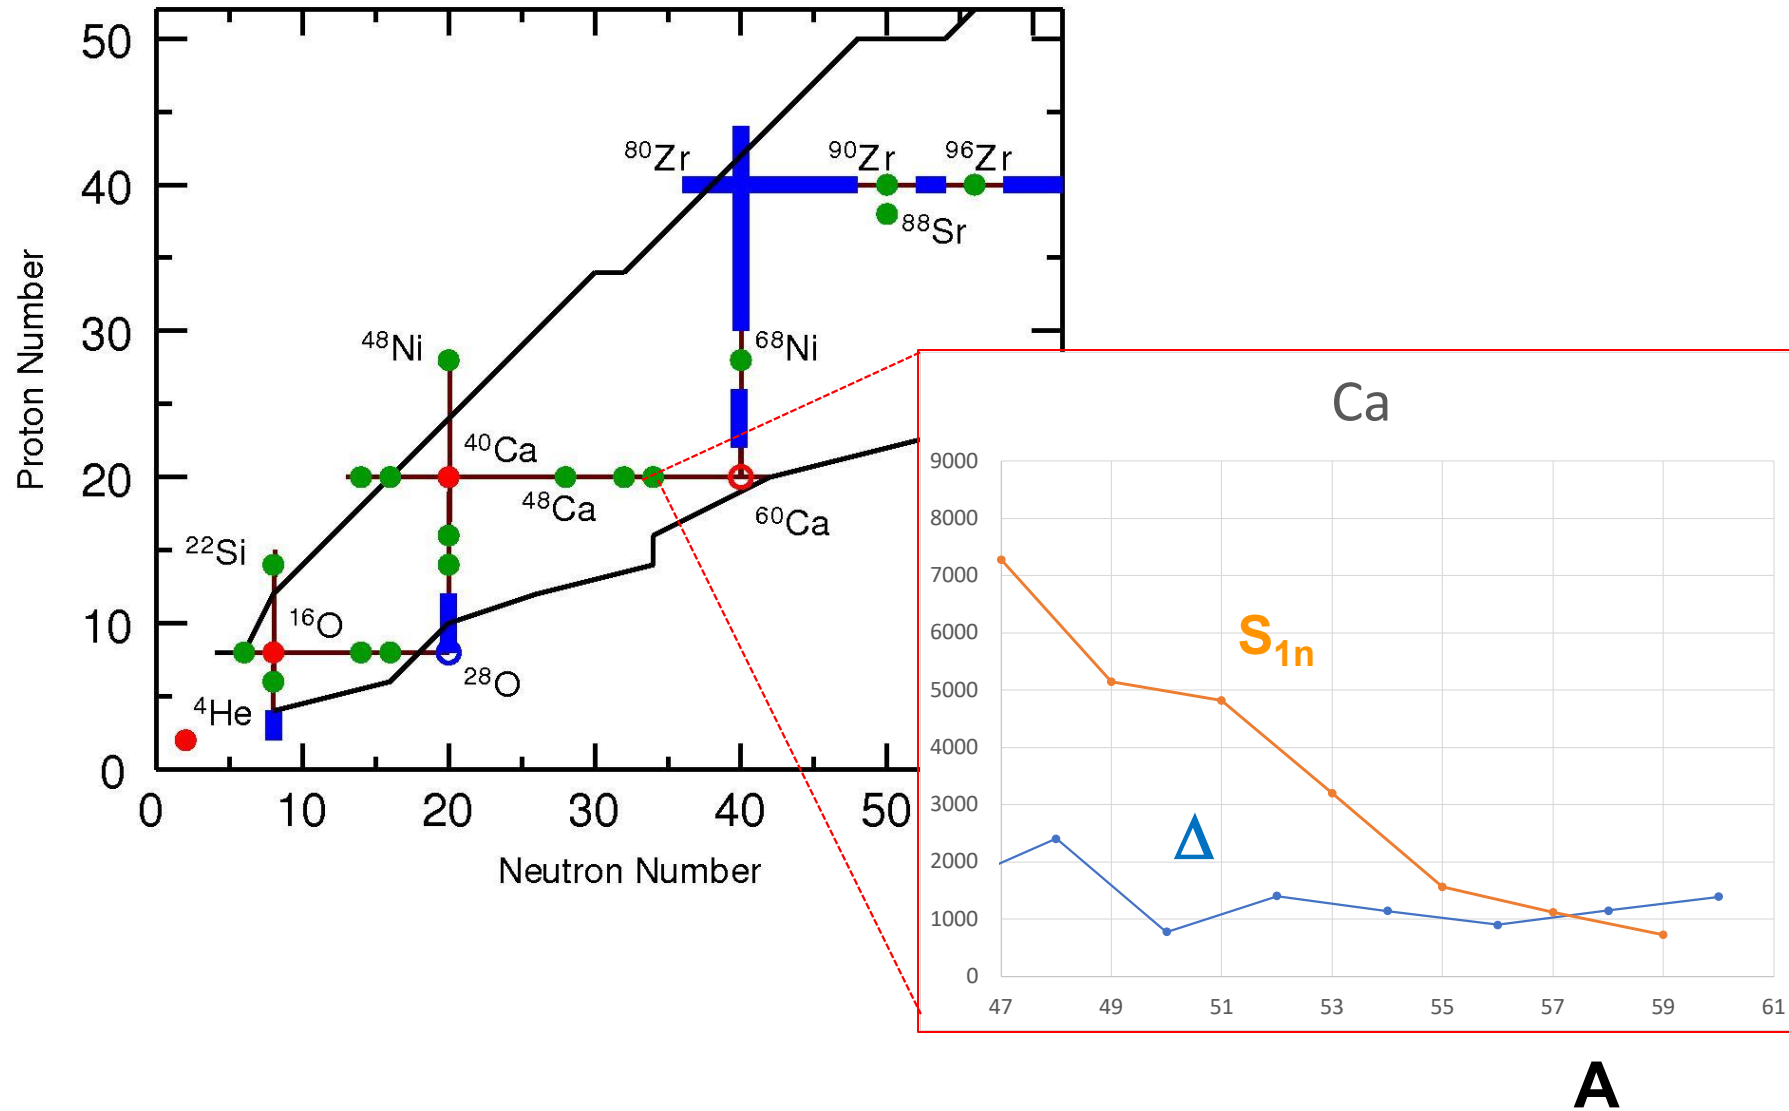 50
40
30
20
10
0
Proton Number
⁸⁰Zr
⁹⁰Zr
⁹⁶Zr
⁸⁸Sr
⁴⁸Ni
⁶⁸Ni
⁴⁰Ca
⁴⁸Ca
⁶⁰Ca
²²Si
¹⁶O
²⁸O
⁴He
0 10 20 30 40 50
Neutron Number
Ca
9000
8000
7000
6000
5000
4000
3000
2000
1000
0
S₁ₙ
Δ
47 49 51 53 55 57 59 61
A